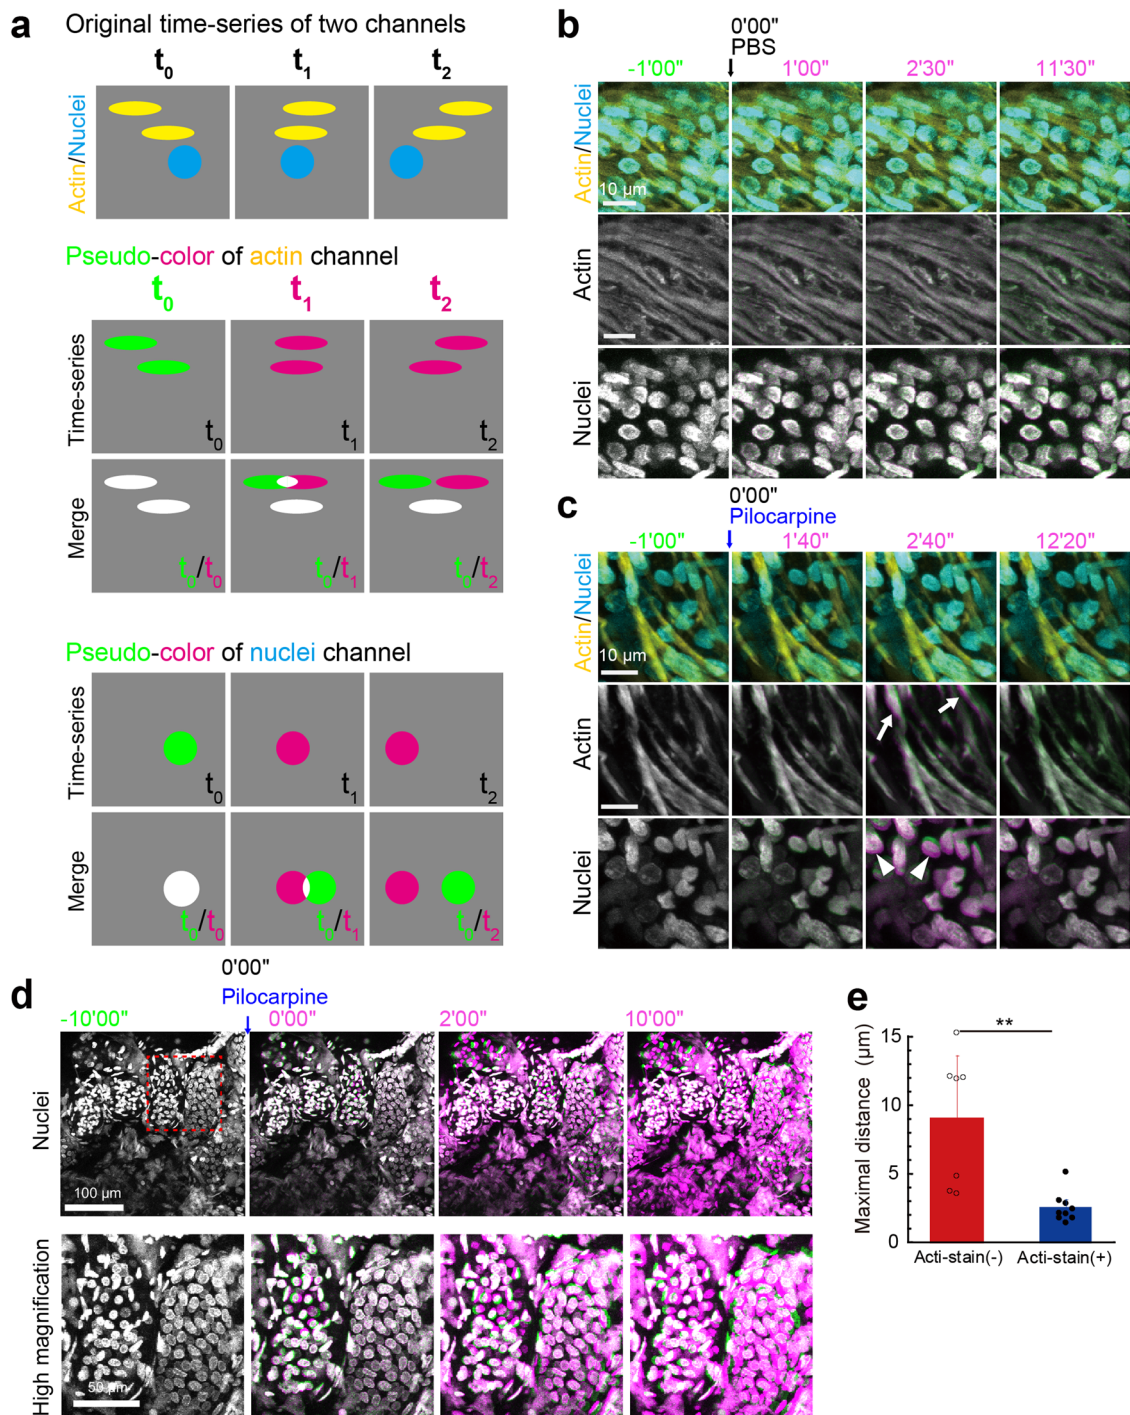 a
Original time-series of two channels
t0 t1 t2
Actin/Nuclei
Pseudo-color of actin channel
t0 t1 t2
Time-series
t0 t1 t2
Merge
t0/t0 t0/t1 t0/t2
Pseudo-color of nuclei channel
Time-series
t0 t1 t2
Merge
t0/t0 t0/t1 t0/t2
b
0'00"
PBS
-1'00" 1'00" 2'30" 11'30"
Actin/Nuclei
10 µm
Actin
Nuclei
c
0'00"
Pilocarpine
-1'00" 1'40" 2'40" 12'20"
Actin/Nuclei
10 µm
Actin
Nuclei
d
0'00"
Pilocarpine
-10'00" 0'00" 2'00" 10'00"
Nuclei
100 µm
High magnification
50 µm
e
Maximal distance (µm)
15
10
5
0
**
Acti-stain(-) Acti-stain(+)